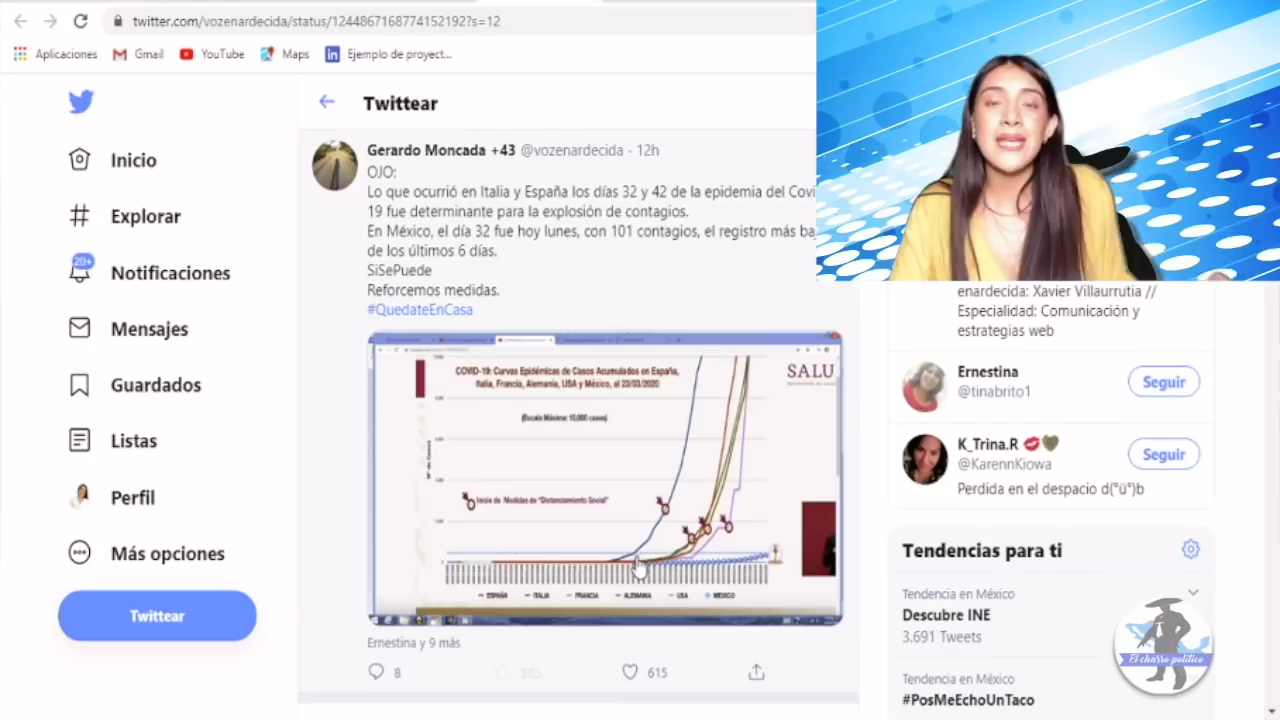 twitter.com/vozenardecida/status/1244867168774152192?s=12
Aplicaciones
Gmail
YouTube
Maps
Ejemplo de proyect...
Twittear
Inicio
Explorar
20+
Notificaciones
Mensajes
Guardados
Listas
Perfil
Más opciones
Twittear
Gerardo Moncada +43 @vozenardecida · 12h
OJO:
Lo que ocurrió en Italia y España los días 32 y 42 de la epidemia del Covi
19 fue determinante para la explosión de contagios.
En México, el día 32 fue hoy lunes, con 101 contagios, el registro más ba
de los últimos 6 días.
SiSePuede
Reforcemos medidas.
#QuedateEnCasa
COVID-19: Curvas Epidémicas de Casos Acumulados en España,
Italia, Francia, Alemania, USA y México, al 23/03/2020
SALU
(Escala Máxima: 10,000 casos)
Inicio de Medidas de "Distanciamiento Social"
ESPAÑA
ITALIA
FRANCIA
ALEMANIA
USA
MEXICO
Ernestina y 9 más
8
615
enardecida: Xavier Villaurrutia //
Especialidad: Comunicación y
estrategias web
Ernestina
@tinabrito1
Seguir
K_Trina.R 💋🖤
@KarennKiowa
Seguir
Perdida en el despacio d(°ü°)b
Tendencias para ti
Tendencia en México
Descubre INE
3.691 Tweets
Tendencia en México
#PosMeEchoUnTaco
El charro político